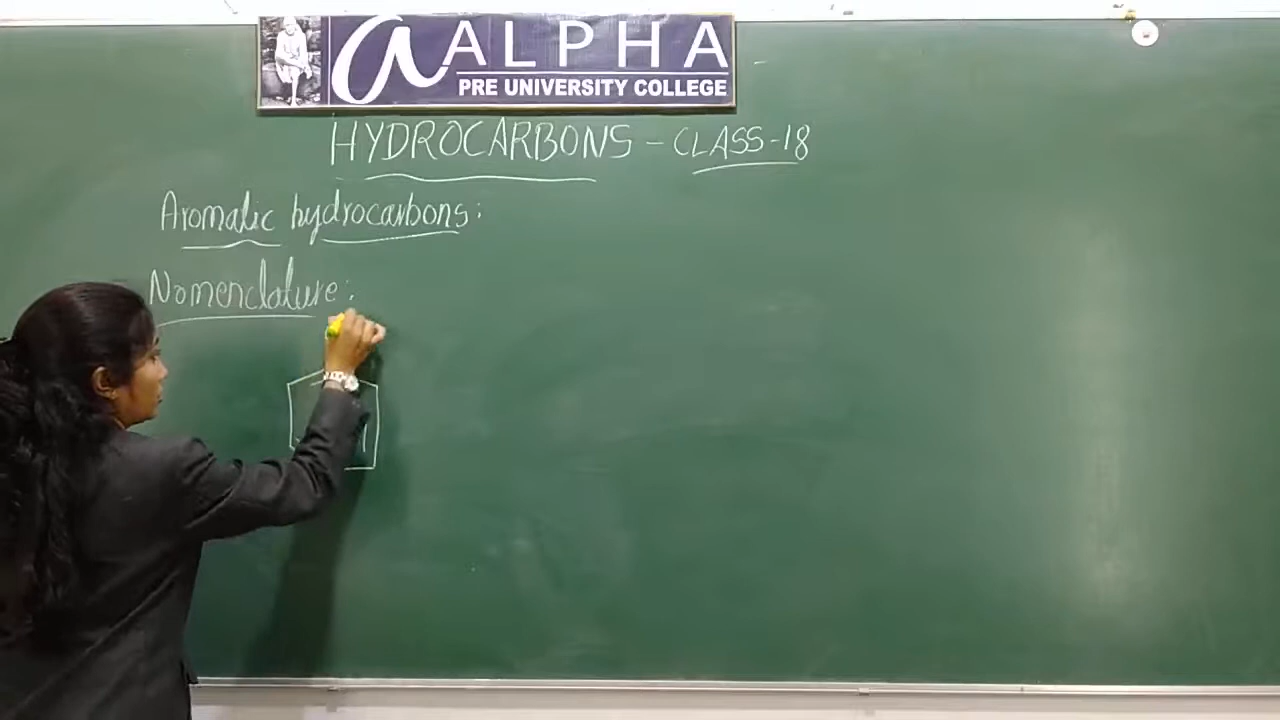 a ALPHA
PRE UNIVERSITY COLLEGE
HYDROCARBONS - CLASS-18
Aromatic hydrocarbons:
Nomenclature: